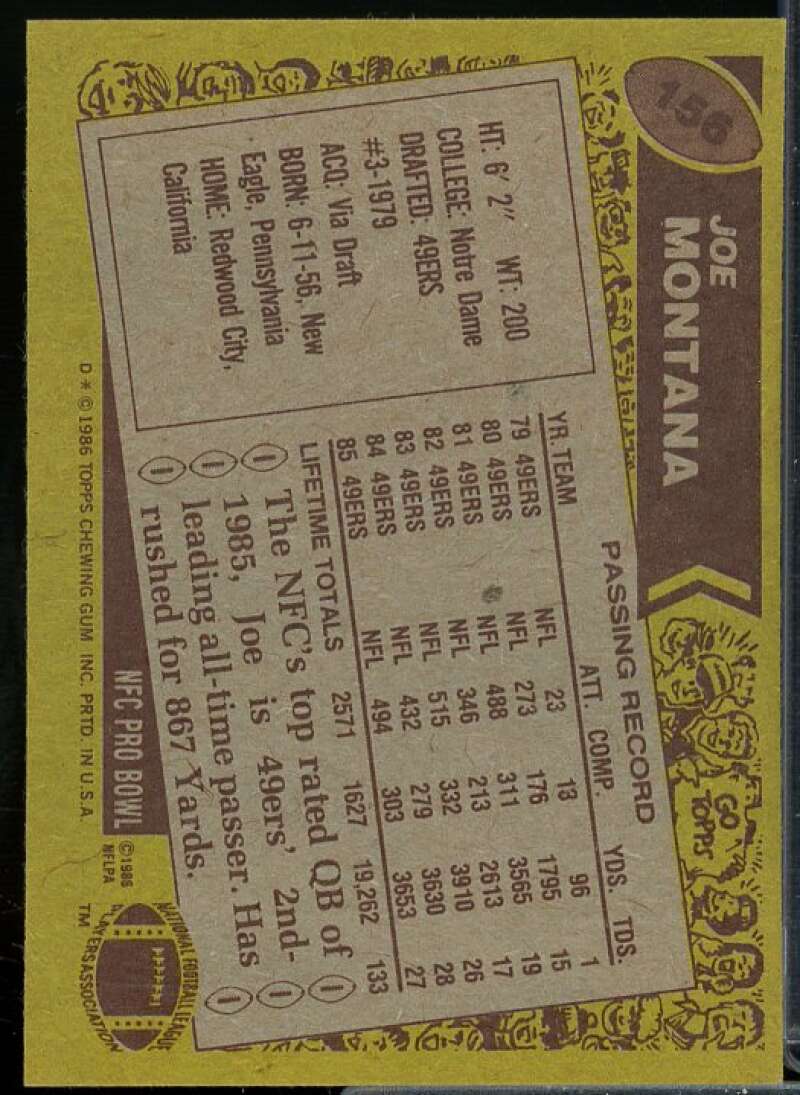 156
JOE
MONTANA
GO
TOPPS
HT: 6' 2" WT: 200
COLLEGE: Notre Dame
DRAFTED: 49ERS
#3-1979
ACQ: Via Draft
BORN: 6-11-56, New
Eagle, Pennsylvania
HOME: Redwood City,
California
PASSING RECORD
YR. TEAM ATT. COMP. YDS. TDS.
79 49ERS NFL 23 13 96 1
80 49ERS NFL 273 176 1795 15
81 49ERS NFL 488 311 3565 19
82 49ERS NFL 346 213 2613 17
83 49ERS NFL 515 332 3910 26
84 49ERS NFL 432 279 3630 28
85 49ERS NFL 494 303 3653 27
LIFETIME TOTALS 2571 1627 19,262 133
The NFC's top rated QB of
1985, Joe is 49ers' 2nd-
leading all-time passer. Has
rushed for 867 Yards.
NFC PRO BOWL
©1986
NFLPA
NATIONAL FOOTBALL LEAGUE
PLAYERS ASSOCIATION
TM
D * © 1986 TOPPS CHEWING GUM, INC. PRTD. IN U.S.A.